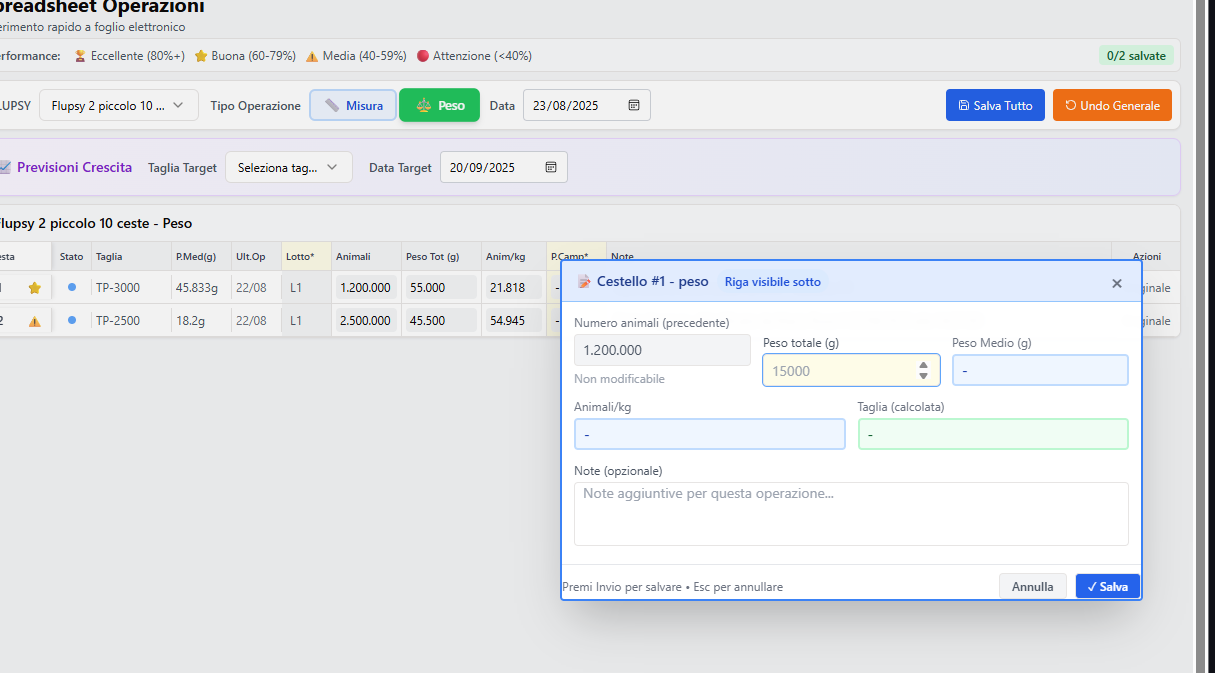 preadsheet Operazioni
erimento rapido a foglio elettronico
rformance: Eccellente (80%+) Buona (60-79%) Media (40-59%) Attenzione (<40%) 0/2 salvate
LUPSY Flupsy 2 piccolo 10 ... Tipo Operazione Misura Peso Data 23/08/2025 Salva Tutto Undo Generale
Previsioni Crescita Taglia Target Seleziona tag... Data Target 20/09/2025
Flupsy 2 piccolo 10 ceste - Peso
esta Stato Taglia P.Med(g) Ult.Op Lotto* Animali Peso Tot (g) Anim/kg P.Camp* Note Azioni
1 TP-3000 45.833g 22/08 L1 1.200.000 55.000 21.818 - ginale
2 TP-2500 18.2g 22/08 L1 2.500.000 45.500 54.945 - ginale
Cestello #1 - peso Riga visibile sotto ×
Numero animali (precedente) Peso totale (g) Peso Medio (g)
1.200.000 15000 -
Non modificabile
Animali/kg Taglia (calcolata)
- -
Note (opzionale)
Note aggiuntive per questa operazione...
Premi Invio per salvare • Esc per annullare Annulla ✓ Salva